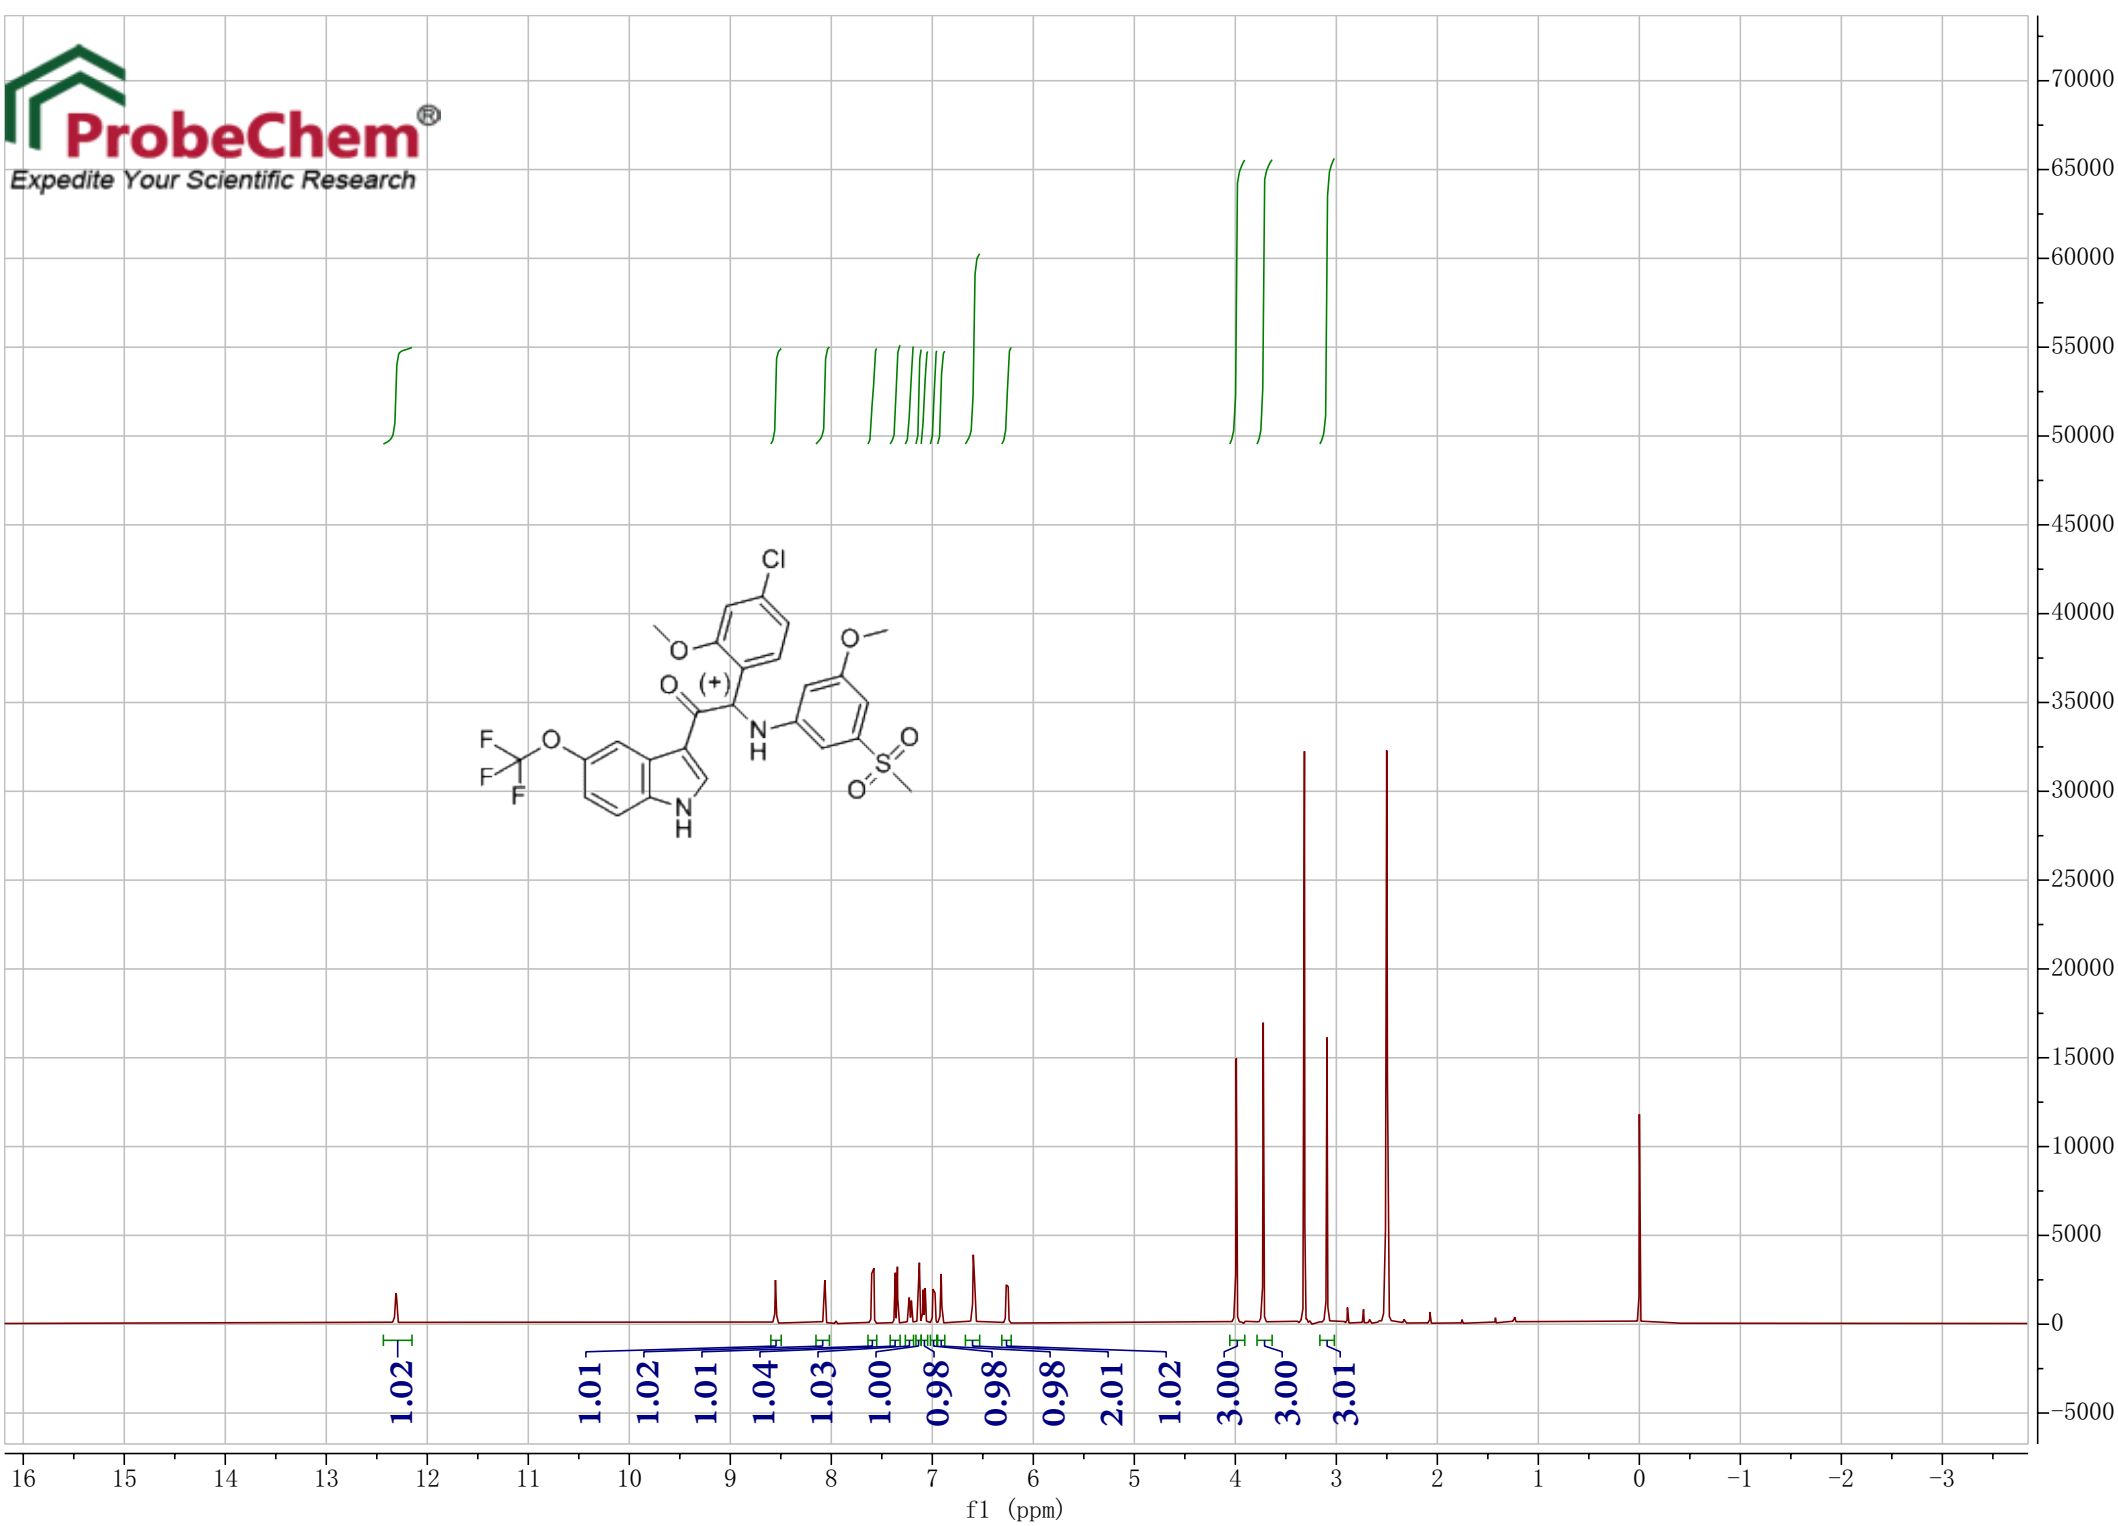 ProbeChem®
Expedite Your Scientific Research
70000
65000
60000
55000
50000
45000
40000
35000
30000
25000
20000
15000
10000
5000
0
-5000
Cl
O
O
O
(+)
N
H
F
O
F
F
O
S
O
N
H
1.02
1.01
1.02
1.01
1.04
1.03
1.00
0.98
0.98
0.98
2.01
1.02
3.00
3.00
3.01
16 15 14 13 12 11 10 9 8 7 6 5 4 3 2 1 0 -1 -2 -3
f1 (ppm)